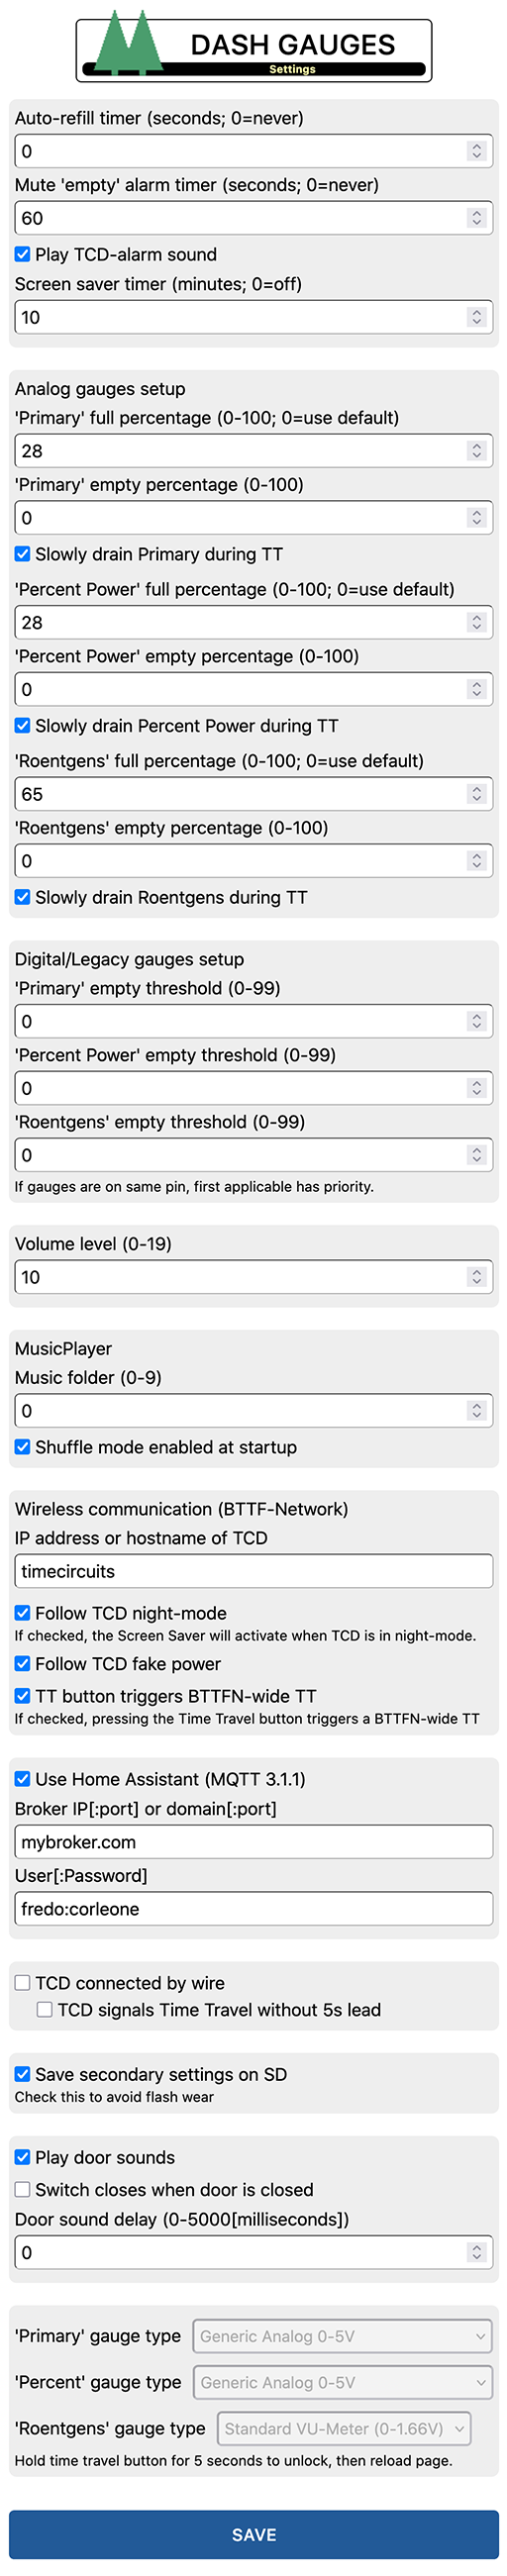 DASH GAUGES
Settings
Auto-refill timer (seconds; 0=never)
0
Mute 'empty' alarm timer (seconds; 0=never)
60
Play TCD-alarm sound
Screen saver timer (minutes; 0=off)
10
Analog gauges setup
'Primary' full percentage (0-100; 0=use default)
28
'Primary' empty percentage (0-100)
0
Slowly drain Primary during TT
'Percent Power' full percentage (0-100; 0=use default)
28
'Percent Power' empty percentage (0-100)
0
Slowly drain Percent Power during TT
'Roentgens' full percentage (0-100; 0=use default)
65
'Roentgens' empty percentage (0-100)
0
Slowly drain Roentgens during TT
Digital/Legacy gauges setup
'Primary' empty threshold (0-99)
0
'Percent Power' empty threshold (0-99)
0
'Roentgens' empty threshold (0-99)
0
If gauges are on same pin, first applicable has priority.
Volume level (0-19)
10
MusicPlayer
Music folder (0-9)
0
Shuffle mode enabled at startup
Wireless communication (BTTF-Network)
IP address or hostname of TCD
timecircuits
Follow TCD night-mode
If checked, the Screen Saver will activate when TCD is in night-mode.
Follow TCD fake power
TT button triggers BTTFN-wide TT
If checked, pressing the Time Travel button triggers a BTTFN-wide TT
Use Home Assistant (MQTT 3.1.1)
Broker IP[:port] or domain[:port]
mybroker.com
User[:Password]
fredo:corleone
TCD connected by wire
TCD signals Time Travel without 5s lead
Save secondary settings on SD
Check this to avoid flash wear
Play door sounds
Switch closes when door is closed
Door sound delay (0-5000[milliseconds])
0
'Primary' gauge type Generic Analog 0-5V
'Percent' gauge type Generic Analog 0-5V
'Roentgens' gauge type Standard VU-Meter (0-1.66V)
Hold time travel button for 5 seconds to unlock, then reload page.
SAVE